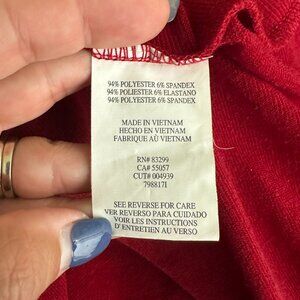 94% POLYESTER 6% SPANDEX
94% POLIESTER 6% ELASTANO
94% POLYESTER 6% SPANDEX
MADE IN VIETNAM
HECHO EN VIETNAM
FABRIQUE AÙ VIETNAM
RN# 83299
CA# 55057
CUT# 004939
7988171
SEE REVERSE FOR CARE
VER REVERSO PARA CUIDADO
VOIR LES INSTRUCTIONS
D'ENTRETIEN AU VERSO